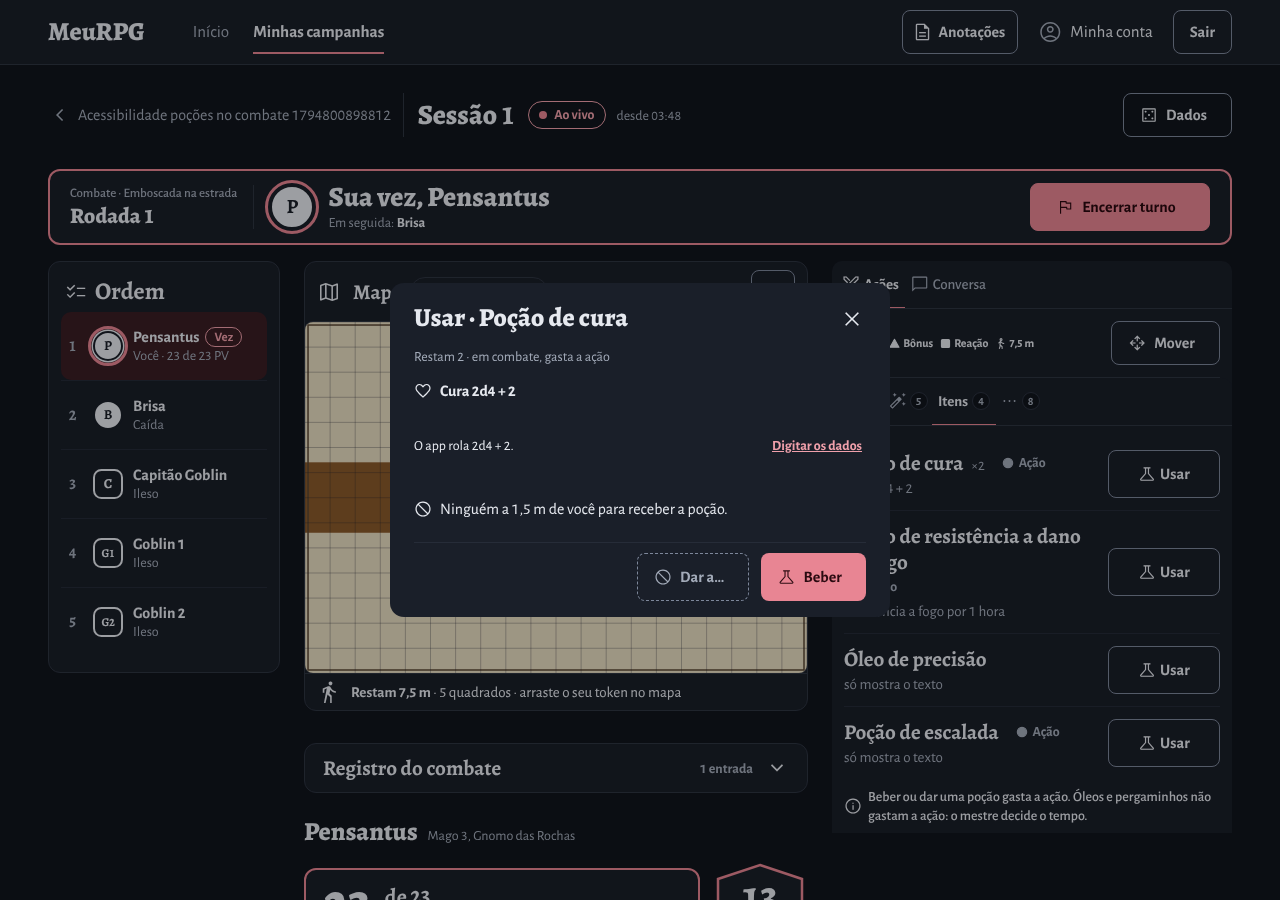 MeuRPG
Início
Minhas campanhas
Anotações
Minha conta
Sair
Acessibilidade poções no combate 1794800898812
Sessão 1
Ao vivo
desde 03:48
Dados
Combate · Emboscada na estrada
Rodada 1
P
Sua vez, Pensantus
Em seguida: Brisa
Encerrar turno
Ordem
1
P
Pensantus
Vez
Você · 23 de 23 PV
2
B
Brisa
Caída
3
C
Capitão Goblin
Ileso
4
G1
Goblin 1
Ileso
5
G2
Goblin 2
Ileso
Map
Usar · Poção de cura
Restam 2 · em combate, gasta a ação
Cura 2d4 + 2
O app rola 2d4 + 2.
Digitar os dados
Ninguém a 1,5 m de você para receber a poção.
Dar a...
Beber
Restam 7,5 m · 5 quadrados · arraste o seu token no mapa
Registro do combate
1 entrada
Pensantus
Mago 3, Gnomo das Rochas
de 23
13
Conversa
Bônus
Reação
7,5 m
Mover
5
Itens
4
8
de cura
×2
Ação
+ 2
Usar
de resistência a dano
Usar
a fogo por 1 hora
Óleo de precisão
só mostra o texto
Usar
Poção de escalada
Ação
só mostra o texto
Usar
Beber ou dar uma poção gasta a ação. Óleos e pergaminhos não
gastam a ação: o mestre decide o tempo.